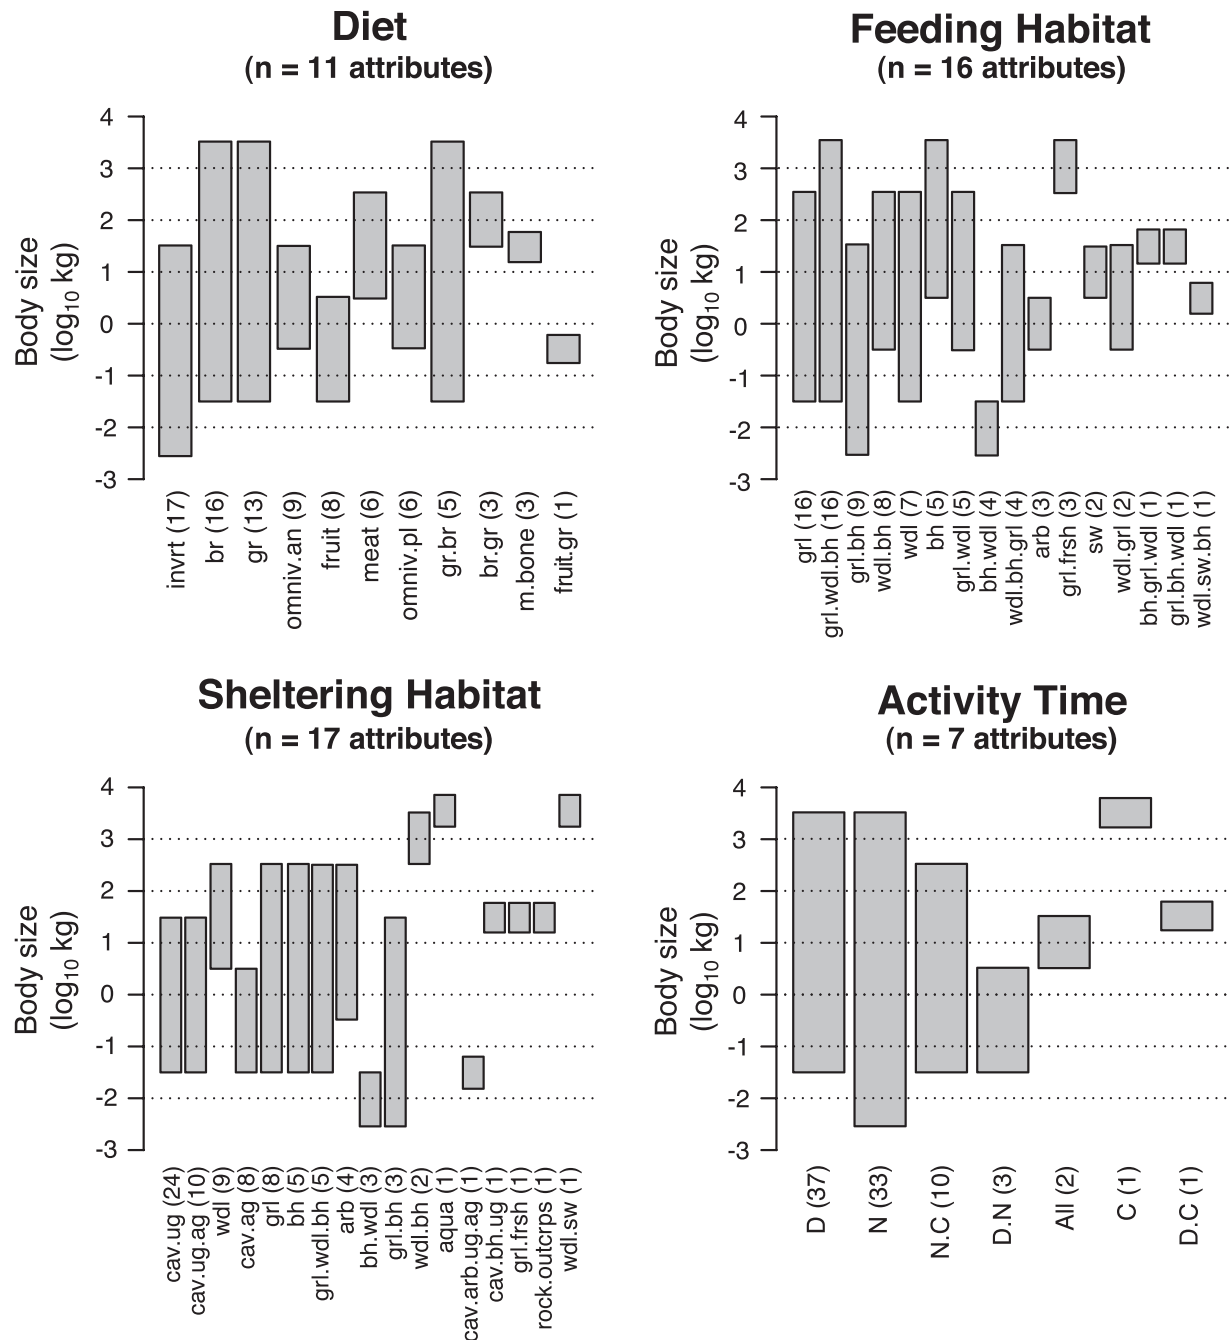 Diet
(n = 11 attributes)
4
3
2
1
0
-1
-2
-3
Body size
(log10 kg)
invrt (17)
br (16)
gr (13)
omniv.an (9)
fruit (8)
meat (6)
omniv.pl (6)
gr.br (5)
br.gr (3)
m.bone (3)
fruit.gr (1)
Feeding Habitat
(n = 16 attributes)
4
3
2
1
0
-1
-2
-3
Body size
(log10 kg)
grl (16)
grl.wdl.bh (16)
grl.bh (9)
wdl.bh (8)
wdl (7)
bh (5)
grl.wdl (5)
bh.wdl (4)
wdl.bh.grl (4)
arb (3)
grl.frsh (3)
sw (2)
wdl.grl (2)
bh.grl.wdl (1)
grl.bh.wdl (1)
wdl.sw.bh (1)
Sheltering Habitat
(n = 17 attributes)
4
3
2
1
0
-1
-2
-3
Body size
(log10 kg)
cav.ug (24)
cav.ug.ag (10)
wdl (9)
cav.ag (8)
grl (8)
bh (5)
grl.wdl.bh (5)
arb (4)
bh.wdl (3)
grl.bh (3)
wdl.bh (2)
aqua (1)
cav.arb.ug.ag (1)
cav.bh.ug (1)
grl.frsh (1)
rock.outcrps (1)
wdl.sw (1)
Activity Time
(n = 7 attributes)
4
3
2
1
0
-1
-2
-3
Body size
(log10 kg)
D (37)
N (33)
N.C (10)
D.N (3)
All (2)
C (1)
D.C (1)